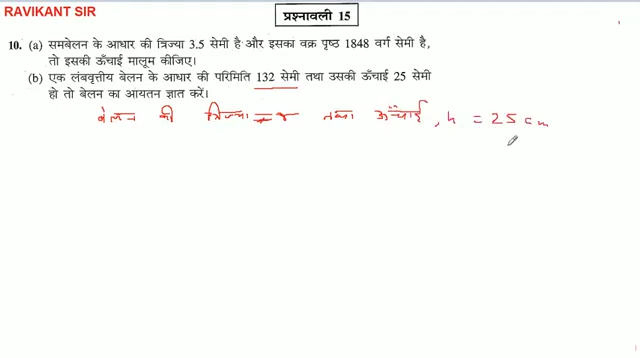 RAVIKANT SIR
प्रश्नावली 15
10. (a) समबेलन के आधार की त्रिज्या 3.5 सेमी है और इसका वक्र पृष्ठ 1848 वर्ग सेमी है,
तो इसकी ऊँचाई मालूम कीजिए।
(b) एक लंबवृत्तीय बेलन के आधार की परिमिति 132 सेमी तथा उसकी ऊँचाई 25 सेमी
हो तो बेलन का आयतन ज्ञात करें।
बेलन की त्रिज्या = r तथा ऊँचाई, h = 25 cm